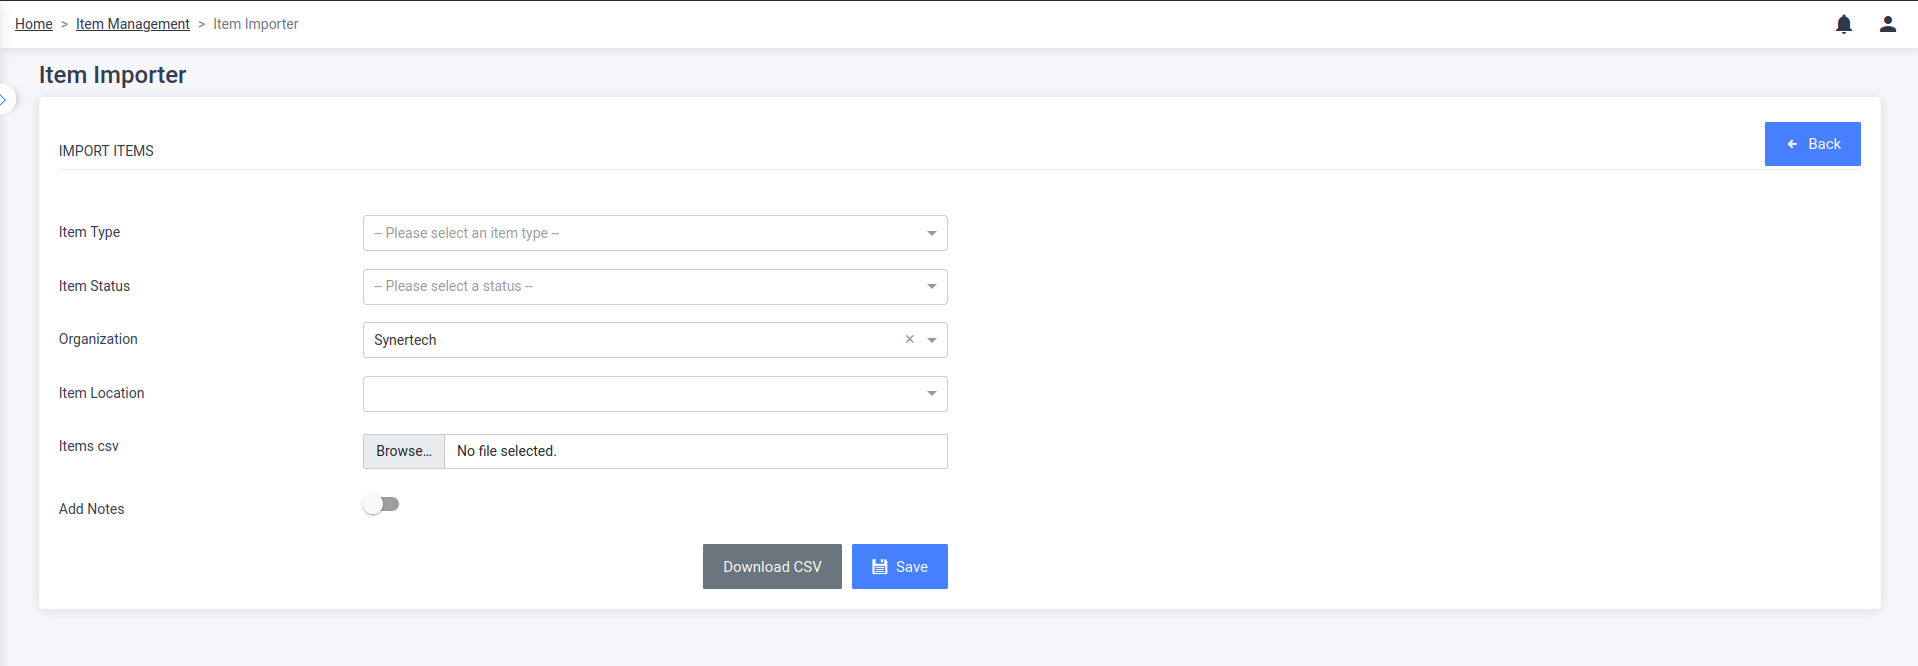 Home > Item Management > Item Importer
Item Importer
IMPORT ITEMS
Back
Item Type
-- Please select an item type --
Item Status
-- Please select a status --
Organization
Synertech
Item Location
Items csv
Browse... No file selected.
Add Notes
Download CSV
Save